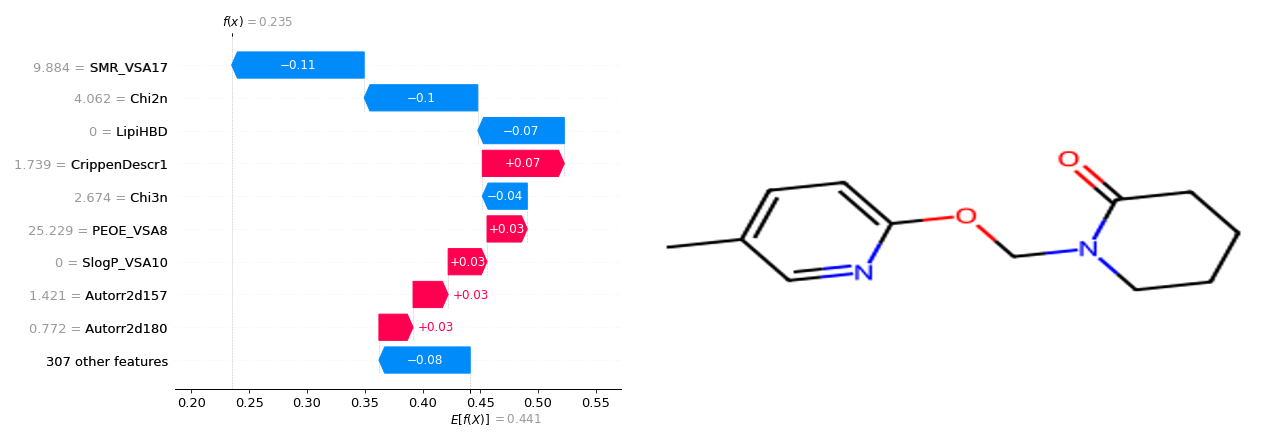 f(x) = 0.235
9.884 = SMR_VSA17
−0.11
4.062 = Chi2n
−0.1
0 = LipiHBD
−0.07
1.739 = CrippenDescr1
+0.07
2.674 = Chi3n
−0.04
25.229 = PEOE_VSA8
+0.03
0 = SlogP_VSA10
+0.03
1.421 = Autorr2d157
+0.03
0.772 = Autorr2d180
+0.03
307 other features
−0.08
0.20 0.25 0.30 0.35 0.40 0.45 0.50 0.55
E[f(X)] = 0.441
O
O
N
N